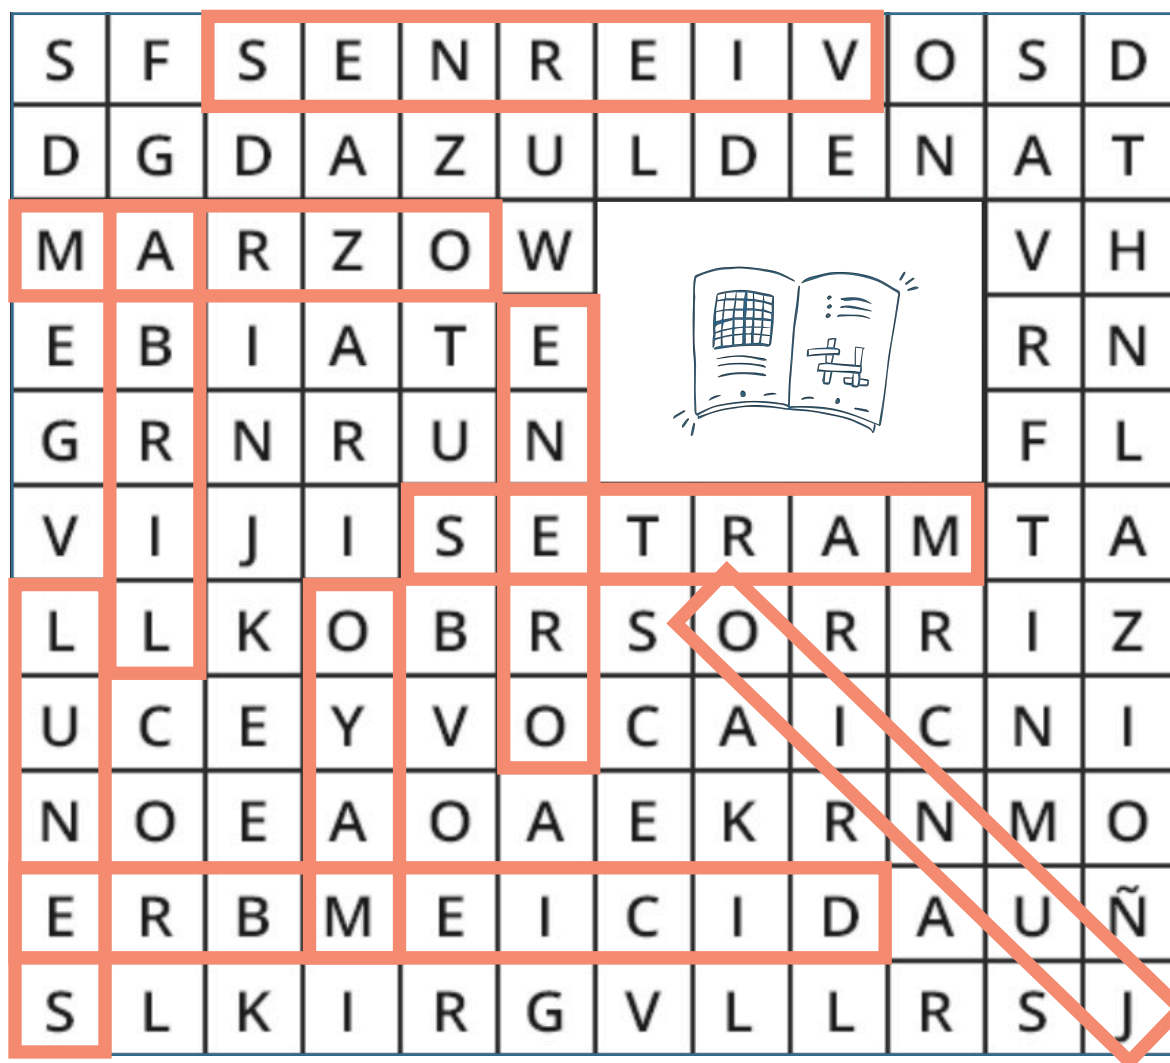 S F S E N R E I V O S D
D G D A Z U L D E N A T
M A R Z O W V H
E B I A T E R N
G R N R U N F L
V I J I S E T R A M T A
L L K O B R S O R R I Z
U C E Y V O C A I C N I
N O E A O A E K R N M O
E R B M E I C I D A U Ñ
S L K I R G V L L R S J